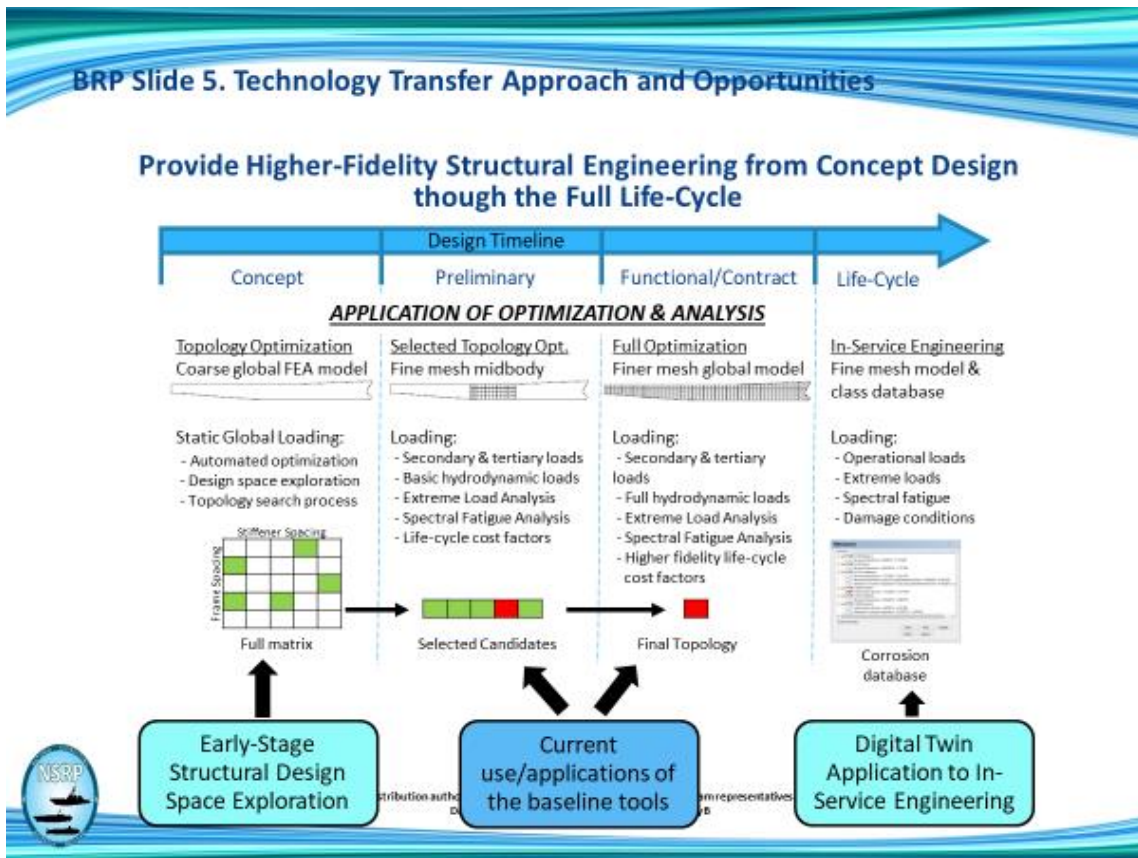 BRP Slide 5. Technology Transfer Approach and Opportunities
Provide Higher-Fidelity Structural Engineering from Concept Design
though the Full Life-Cycle
Design Timeline
Concept
Preliminary
Functional/Contract
Life-Cycle
APPLICATION OF OPTIMIZATION & ANALYSIS
Topology Optimization
Coarse global FEA model
Static Global Loading:
- Automated optimization
- Design space exploration
- Topology search process
Stiffener Spacing
Frame Spacing
Full matrix
Selected Topology Opt.
Fine mesh midbody
Loading:
- Secondary & tertiary loads
- Basic hydrodynamic loads
- Extreme Load Analysis
- Spectral Fatigue Analysis
- Life-cycle cost factors
Selected Candidates
Full Optimization
Finer mesh global model
Loading:
- Secondary & tertiary
loads
- Full hydrodynamic loads
- Extreme Load Analysis
- Spectral Fatigue Analysis
- Higher fidelity life-cycle
cost factors
Final Topology
In-Service Engineering
Fine mesh model &
class database
Loading:
- Operational loads
- Extreme loads
- Spectral fatigue
- Damage conditions
Corrosion
database
Early-Stage
Structural Design
Space Exploration
Current
use/applications of
the baseline tools
Digital Twin
Application to In-
Service Engineering
NSRP
representatives